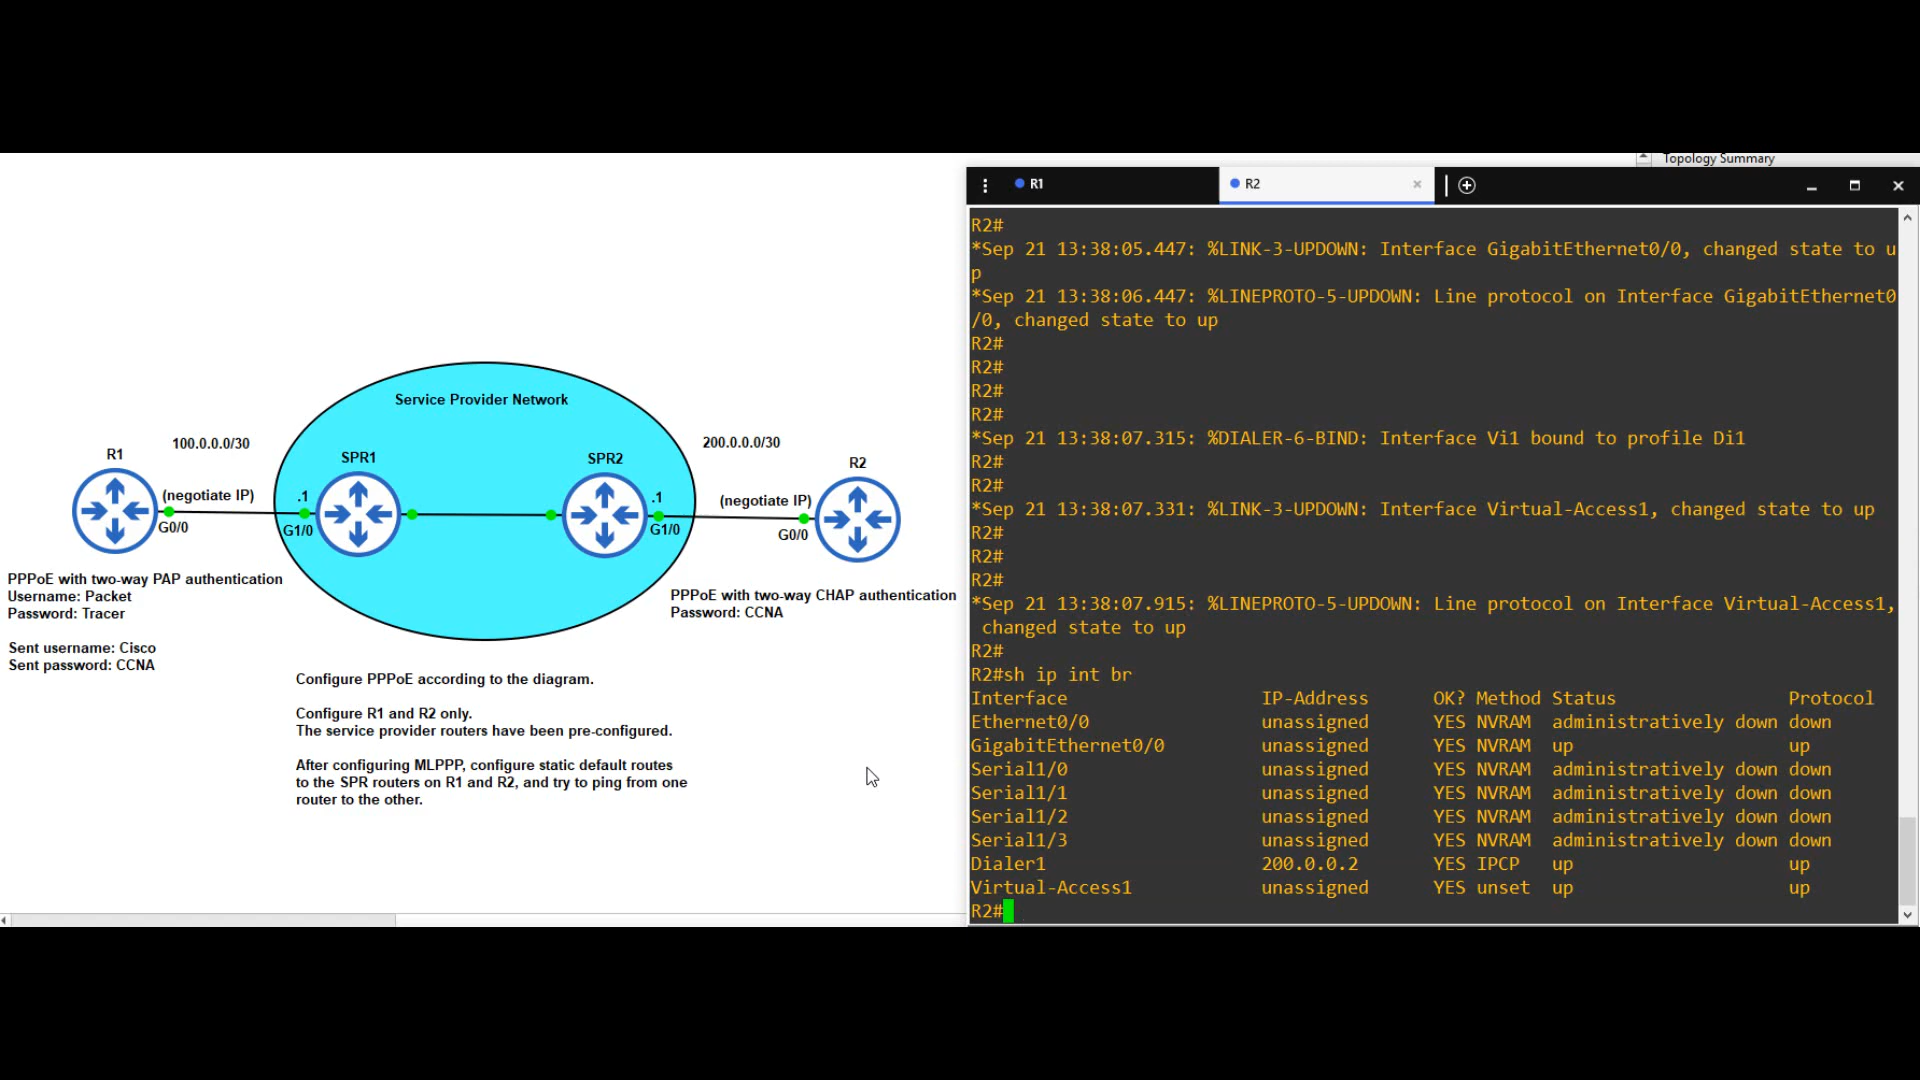 Topology Summary
R1
R2
R2#
*Sep 21 13:38:05.447: %LINK-3-UPDOWN: Interface GigabitEthernet0/0, changed state to u
p
*Sep 21 13:38:06.447: %LINEPROTO-5-UPDOWN: Line protocol on Interface GigabitEthernet0
/0, changed state to up
R2#
R2#
R2#
R2#
*Sep 21 13:38:07.315: %DIALER-6-BIND: Interface Vi1 bound to profile Di1
R2#
R2#
*Sep 21 13:38:07.331: %LINK-3-UPDOWN: Interface Virtual-Access1, changed state to up
R2#
R2#
R2#
*Sep 21 13:38:07.915: %LINEPROTO-5-UPDOWN: Line protocol on Interface Virtual-Access1,
changed state to up
R2#
R2#sh ip int br
Interface IP-Address OK? Method Status Protocol
Ethernet0/0 unassigned YES NVRAM administratively down down
GigabitEthernet0/0 unassigned YES NVRAM up up
Serial1/0 unassigned YES NVRAM administratively down down
Serial1/1 unassigned YES NVRAM administratively down down
Serial1/2 unassigned YES NVRAM administratively down down
Serial1/3 unassigned YES NVRAM administratively down down
Dialer1 200.0.0.2 YES IPCP up up
Virtual-Access1 unassigned YES unset up up
R2#
Service Provider Network
100.0.0.0/30
200.0.0.0/30
R1
SPR1
SPR2
R2
(negotiate IP)
.1
.1
(negotiate IP)
G0/0
G1/0
G1/0
G0/0
PPPoE with two-way PAP authentication
Username: Packet
Password: Tracer
Sent username: Cisco
Sent password: CCNA
PPPoE with two-way CHAP authentication
Password: CCNA
Configure PPPoE according to the diagram.
Configure R1 and R2 only.
The service provider routers have been pre-configured.
After configuring MLPPP, configure static default routes
to the SPR routers on R1 and R2, and try to ping from one
router to the other.